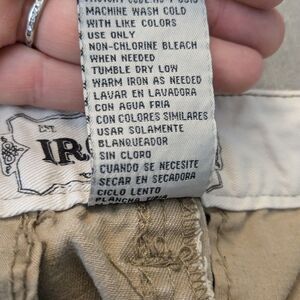 MACHINE WASH COLD
WITH LIKE COLORS
USE ONLY
NON-CHLORINE BLEACH
WHEN NEEDED
TUMBLE DRY LOW
WARM IRON AS NEEDED
LAVAR EN LAVADORA
CON AGUA FRIA
CON COLORES SIMILARES
USAR SOLAMENTE
BLANQUEADOR
SIN CLORO
CUANDO SE NECESITE
SECAR EN SECADORA
CICLO LENTO
PLANCHA
IR